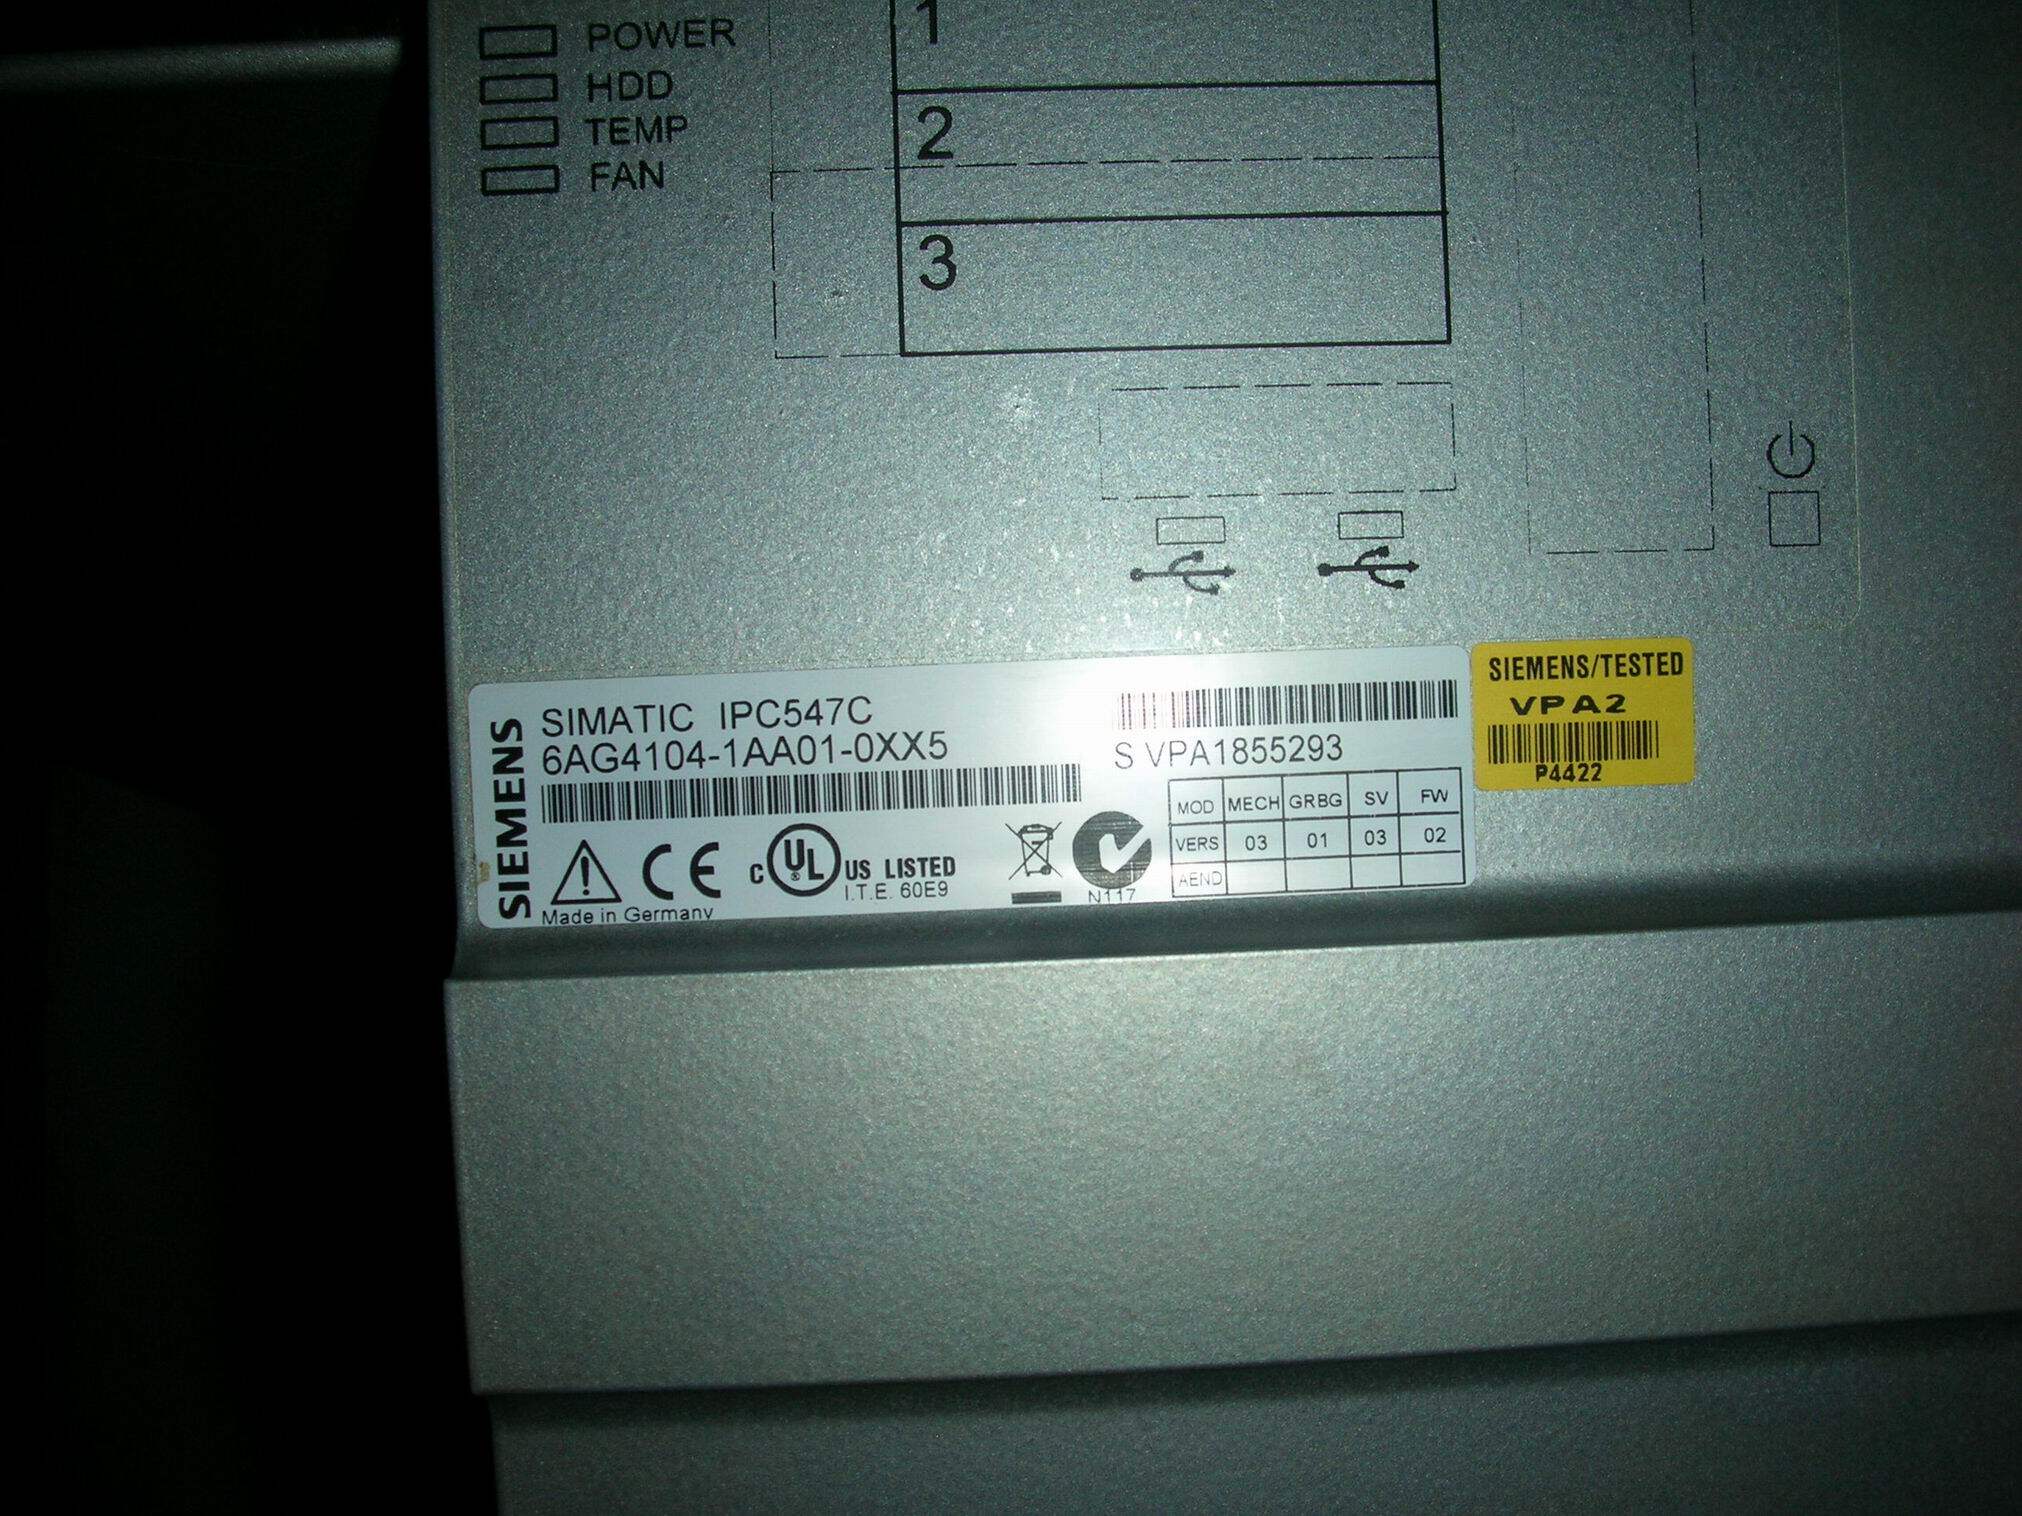 POWER
HDD
TEMP
FAN
1
2
3
SIEMENS
SIMATIC IPC547C
6AG4104-1AA01-0XX5
S VPA1855293
MOD MECH GRBG SV FW
VERS 03 01 03 02
AEND
CE
C UL ® US LISTED
I.T.E. 60E9
N117
Made in Germany
SIEMENS/TESTED
VPA2
P4422